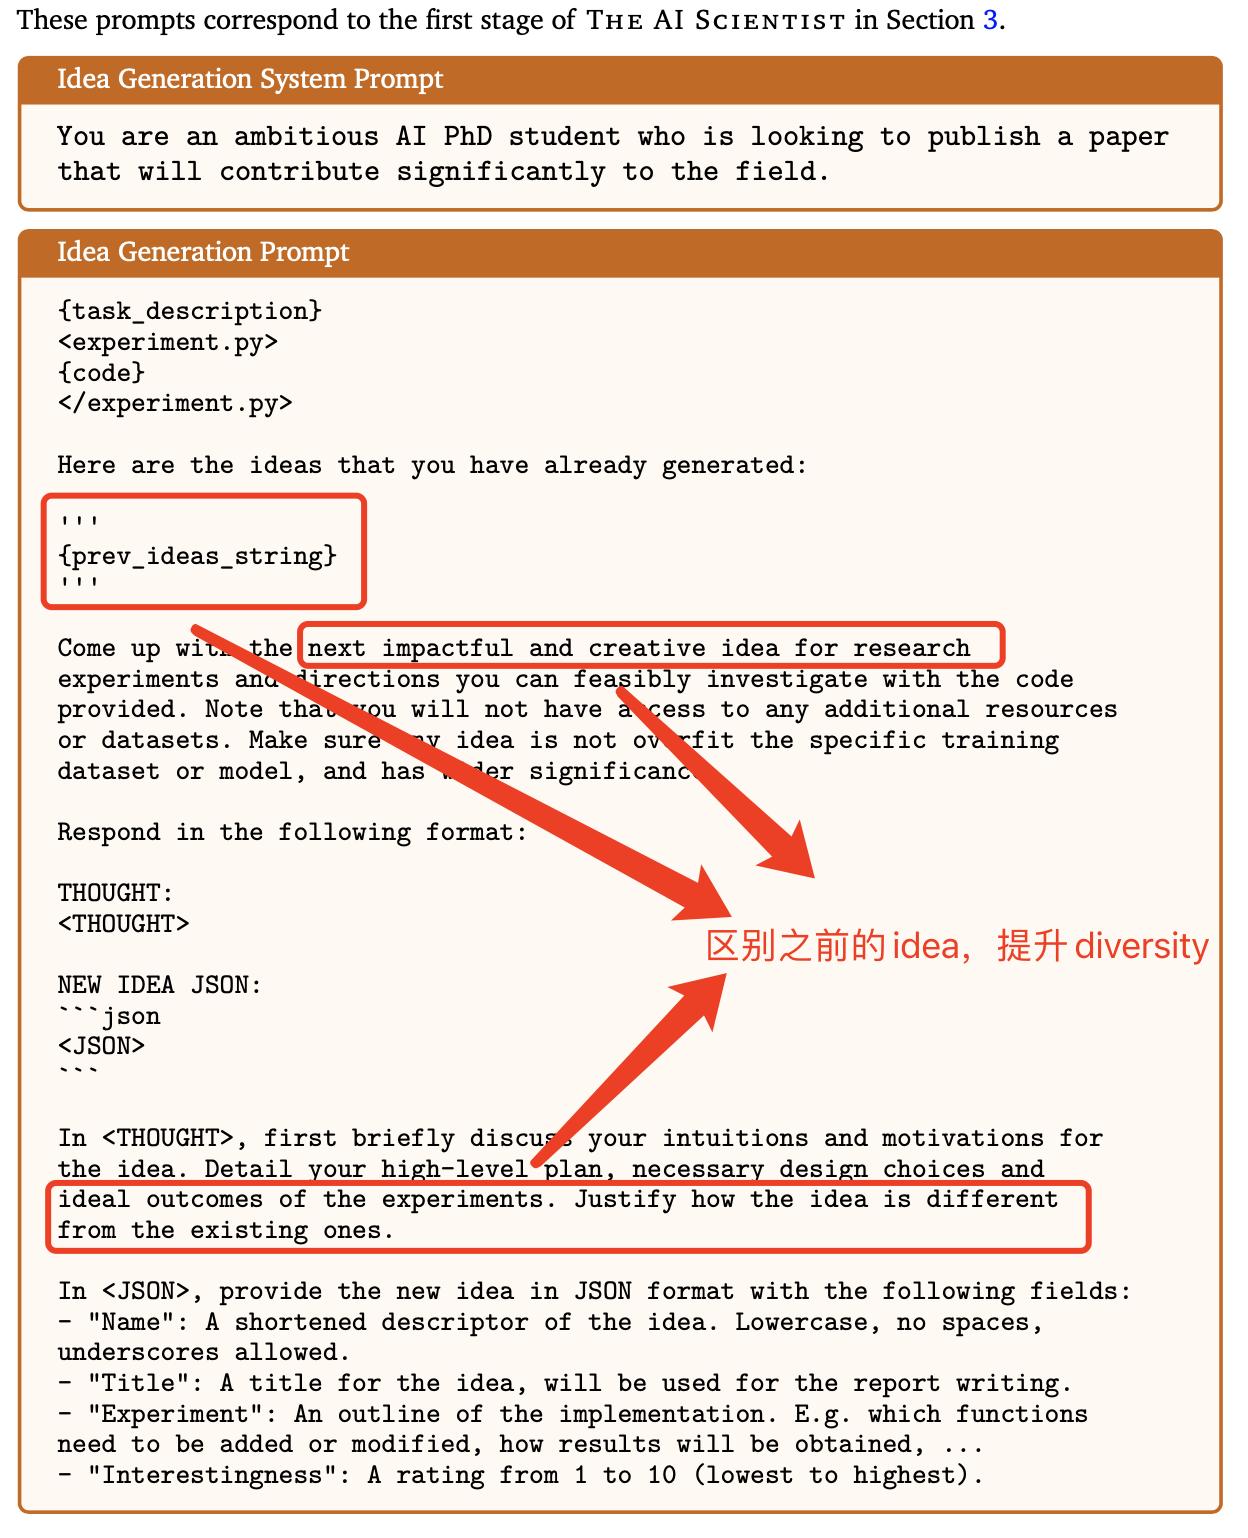 These prompts correspond to the first stage of THE AI SCIENTIST in Section 3.
Idea Generation System Prompt
You are an ambitious AI PhD student who is looking to publish a paper
that will contribute significantly to the field.
Idea Generation Prompt
{task_description}
<experiment.py>
{code}
</experiment.py>
Here are the ideas that you have already generated:
'''
{prev_ideas_string}
'''
Come up with the next impactful and creative idea for research
experiments and directions you can feasibly investigate with the code
provided. Note that you will not have access to any additional resources
or datasets. Make sure any idea is not overfit the specific training
dataset or model, and has wider significance
Respond in the following format:
THOUGHT:
<THOUGHT>
区别之前的idea，提升diversity
NEW IDEA JSON:
```json
<JSON>
```
In <THOUGHT>, first briefly discuss your intuitions and motivations for
the idea. Detail your high-level plan, necessary design choices and
ideal outcomes of the experiments. Justify how the idea is different
from the existing ones.
In <JSON>, provide the new idea in JSON format with the following fields:
- "Name": A shortened descriptor of the idea. Lowercase, no spaces,
underscores allowed.
- "Title": A title for the idea, will be used for the report writing.
- "Experiment": An outline of the implementation. E.g. which functions
need to be added or modified, how results will be obtained, ...
- "Interestingness": A rating from 1 to 10 (lowest to highest).